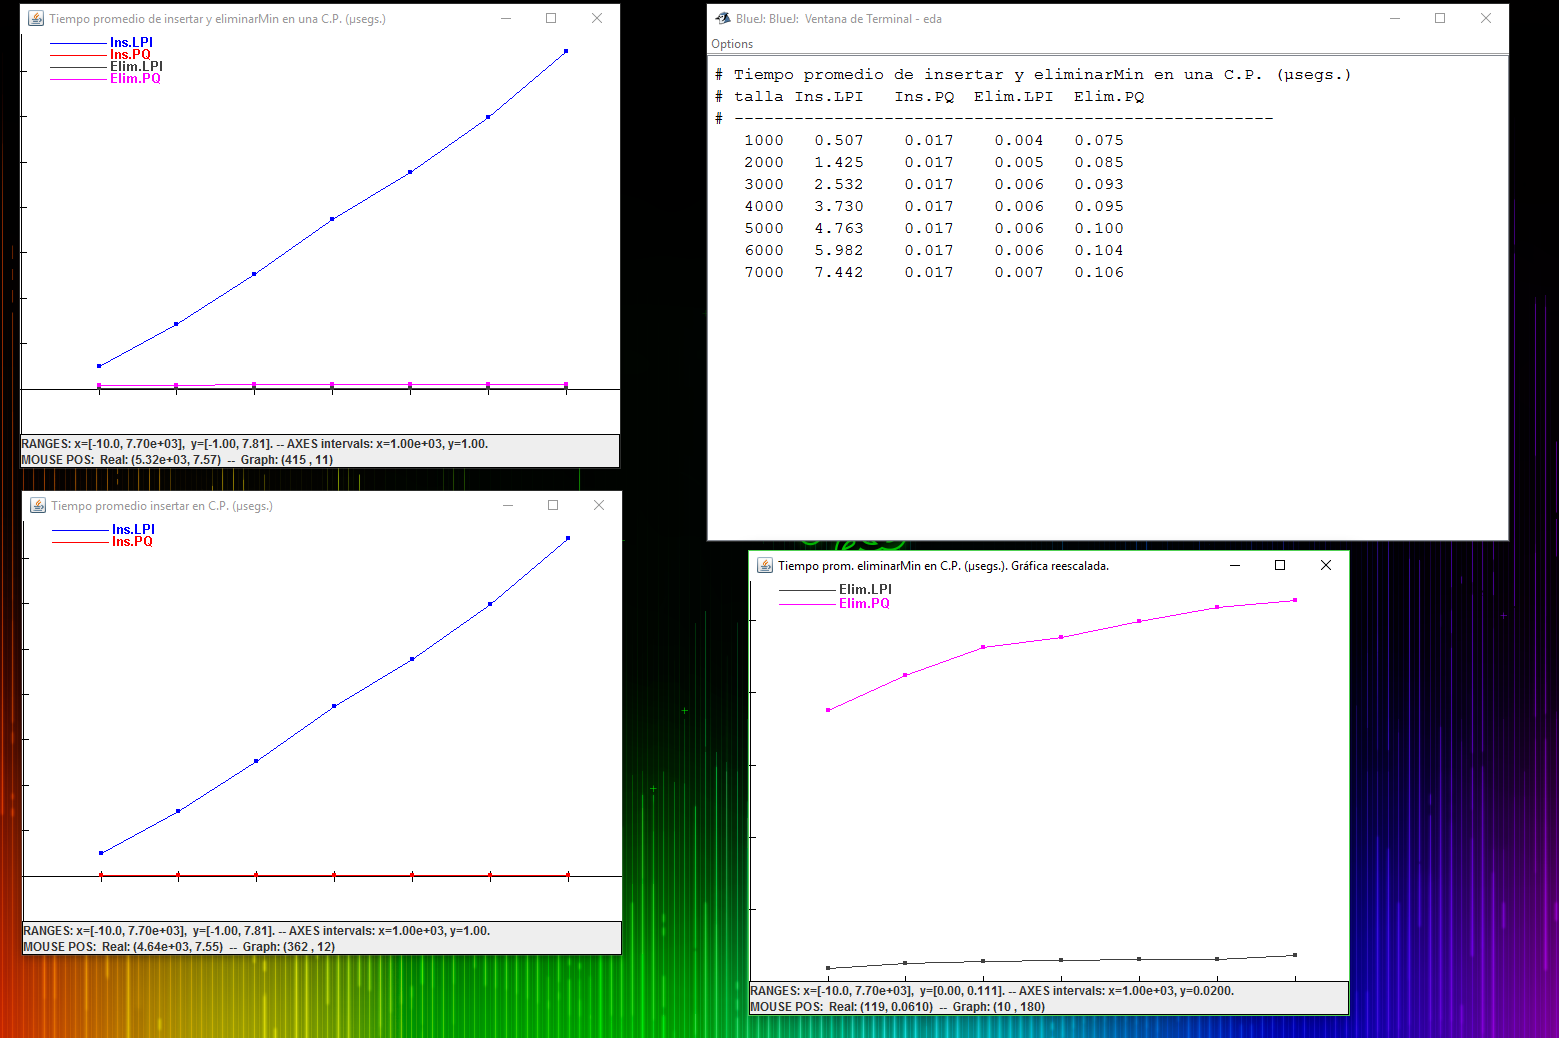 Tiempo promedio de insertar y eliminarMin en una C.P. (µsegs.)
Ins.LPI
Ins.PQ
Elim.LPI
Elim.PQ
RANGES: x=[-10.0, 7.70e+03], y=[-1.00, 7.81]. -- AXES intervals: x=1.00e+03, y=1.00.
MOUSE POS: Real: (5.32e+03, 7.57) -- Graph: (415 , 11)
BlueJ: BlueJ: Ventana de Terminal - eda
Options
# Tiempo promedio de insertar y eliminarMin en una C.P. (µsegs.)
# talla Ins.LPI Ins.PQ Elim.LPI Elim.PQ
# ------------------------------------------------------
1000 0.507 0.017 0.004 0.075
2000 1.425 0.017 0.005 0.085
3000 2.532 0.017 0.006 0.093
4000 3.730 0.017 0.006 0.095
5000 4.763 0.017 0.006 0.100
6000 5.982 0.017 0.006 0.104
7000 7.442 0.017 0.007 0.106
Tiempo promedio insertar en C.P. (µsegs.)
Ins.LPI
Ins.PQ
RANGES: x=[-10.0, 7.70e+03], y=[-1.00, 7.81]. -- AXES intervals: x=1.00e+03, y=1.00.
MOUSE POS: Real: (4.64e+03, 7.55) -- Graph: (362 , 12)
Tiempo prom. eliminarMin en C.P. (µsegs.). Gráfica reescalada.
Elim.LPI
Elim.PQ
RANGES: x=[-10.0, 7.70e+03], y=[0.00, 0.111]. -- AXES intervals: x=1.00e+03, y=0.0200.
MOUSE POS: Real: (119, 0.0610) -- Graph: (10 , 180)